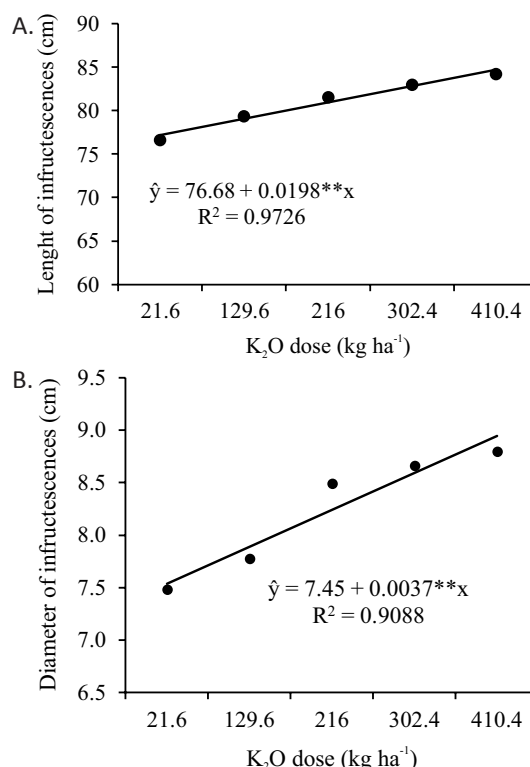 A.
Lenght of infructescences (cm)
90
85
80
75
70
65
60
ŷ = 76.68 + 0.0198**x
R² = 0.9726
21.6 129.6 216 302.4 410.4
K₂O dose (kg ha⁻¹)
B.
Diameter of infructescences (cm)
9.5
9.0
8.5
8.0
7.5
7.0
6.5
ŷ = 7.45 + 0.0037**x
R² = 0.9088
21.6 129.6 216 302.4 410.4
K₂O dose (kg ha⁻¹)